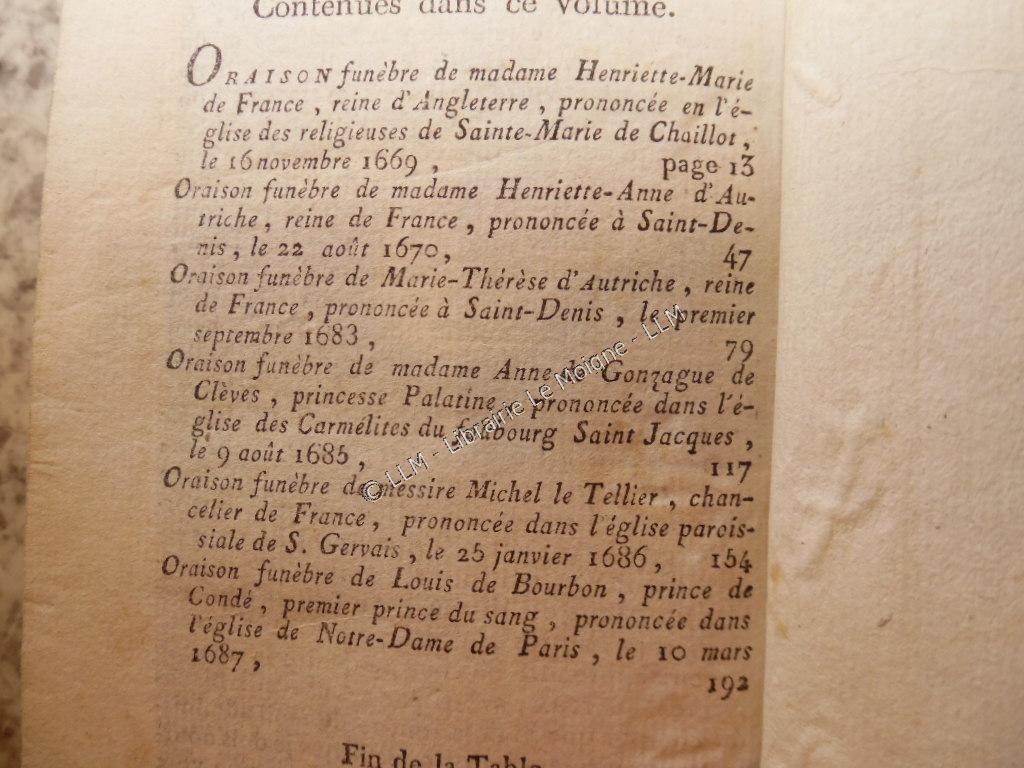 Contenues dans ce volume.
ORAISON funèbre de madame Henriette-Marie
de France , reine d'Angleterre , prononcée en l'é-
glise des religieuses de Sainte-Marie de Chaillot ,
le 16 novembre 1669 , page 13
Oraison funèbre de madame Henriette-Anne d'Au-
triche, reine de France , prononcée à Saint-De-
nis , le 22 août 1670, 47
Oraison funèbre de Marie-Thérèse d'Autriche , reine
de France , prononcée à Saint-Denis , le premier
septembre 1683 , 79
Oraison funèbre de madame Anne de Gonzague de
Clèves , princesse Palatine , prononcée dans l'é-
glise des Carmélites du faubourg Saint Jacques ,
le 9 août 1685 , 117
Oraison funèbre de messire Michel le Tellier , chan-
celier de France, prononcée dans l'église parois-
siale de S. Gervais , le 25 janvier 1686 , 154
Oraison funèbre de Louis de Bourbon , prince de
Condé , premier prince du sang , prononcée dans
l'église de Notre-Dame de Paris , le 10 mars
1687 , 192
Fin de la Table
© LLM - Librairie Le Moigne - LLM